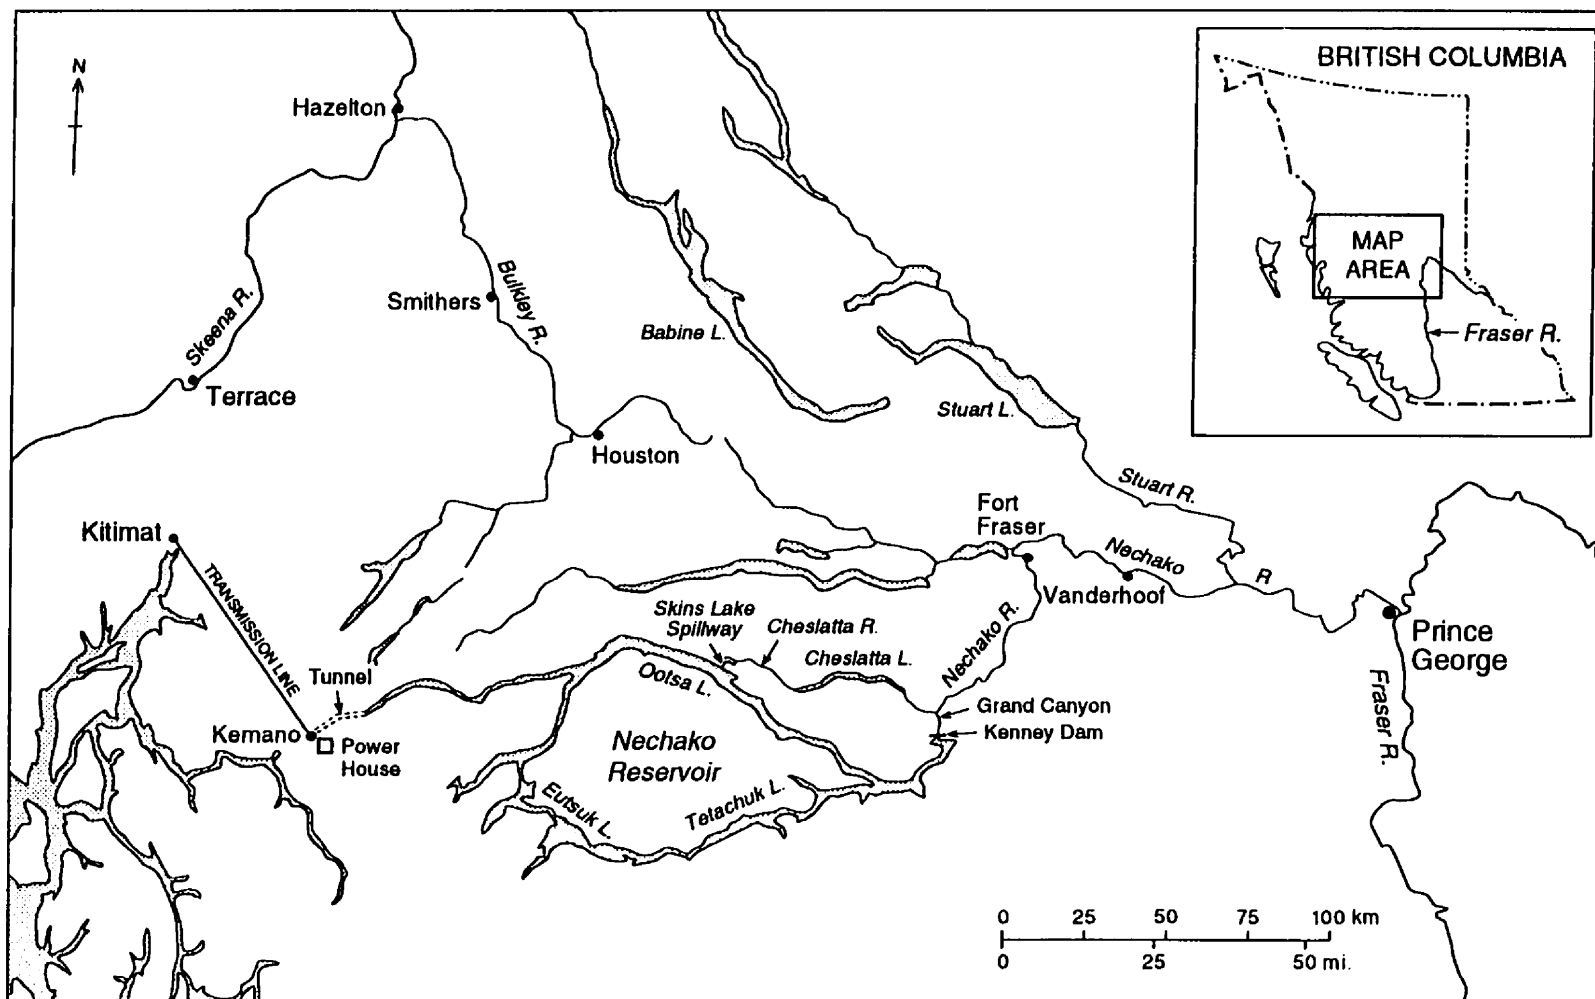 N
BRITISH COLUMBIA
MAP
AREA
Fraser R.
Hazelton
Bulkley R.
Smithers
Skeena R.
Terrace
Babine L.
Stuart L.
Houston
Stuart R.
Kitimat
Fort
Fraser
Nechako
R
Vanderhoof
TRANSMISSION LINE
Skins Lake
Spillway
Cheslatta R.
Cheslatta L.
Nechako R.
Prince
George
Tunnel
Ootsa L.
Fraser R.
Grand Canyon
Kenney Dam
Kemano
Power
House
Nechako
Reservoir
Eutsuk L.
Tetachuk L.
0 25 50 75 100 km
0 25 50 mi.